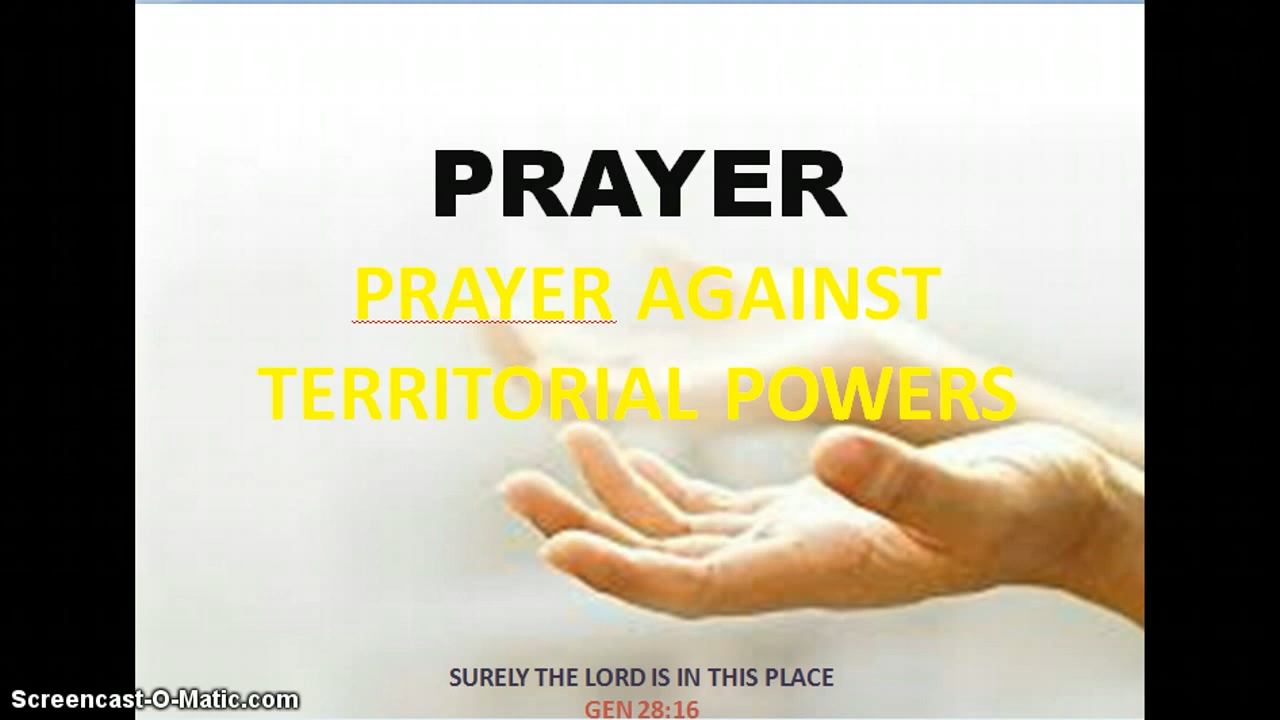 PRAYER
PRAYER AGAINST
TERRITORIAL POWERS
SURELY THE LORD IS IN THIS PLACE
GEN 28:16
Screencast-O-Matic.com